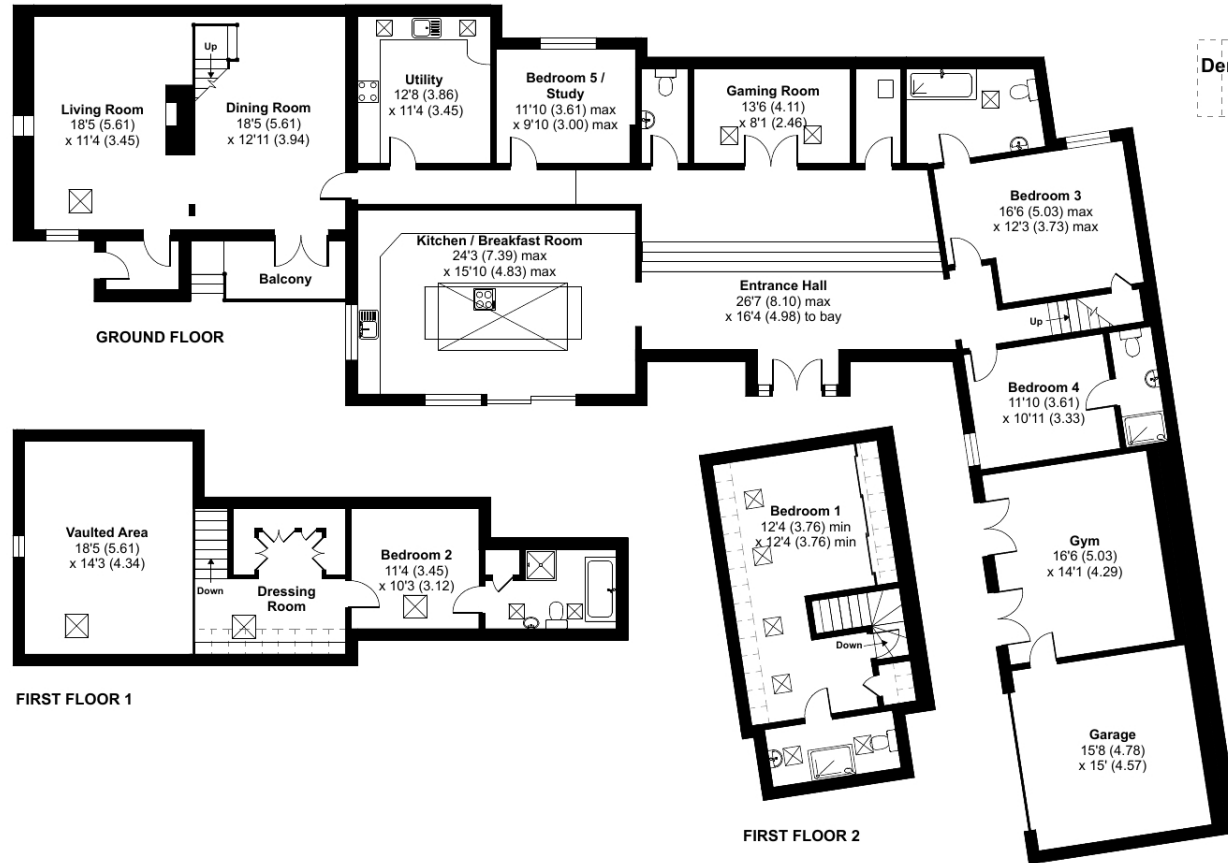 Up
Living Room
18'5 (5.61)
x 11'4 (3.45)
Dining Room
18'5 (5.61)
x 12'11 (3.94)
Utility
12'8 (3.86)
x 11'4 (3.45)
Bedroom 5 /
Study
11'10 (3.61) max
x 9'10 (3.00) max
Gaming Room
13'6 (4.11)
x 8'1 (2.46)
Bedroom 3
16'6 (5.03) max
x 12'3 (3.73) max
Balcony
Kitchen / Breakfast Room
24'3 (7.39) max
x 15'10 (4.83) max
Entrance Hall
26'7 (8.10) max
x 16'4 (4.98) to bay
Up
GROUND FLOOR
Bedroom 4
11'10 (3.61)
x 10'11 (3.33)
Vaulted Area
18'5 (5.61)
x 14'3 (4.34)
Down
Dressing
Room
Bedroom 2
11'4 (3.45)
x 10'3 (3.12)
Bedroom 1
12'4 (3.76) min
x 12'4 (3.76) min
Down
Gym
16'6 (5.03)
x 14'1 (4.29)
Garage
15'8 (4.78)
x 15' (4.57)
FIRST FLOOR 1
FIRST FLOOR 2